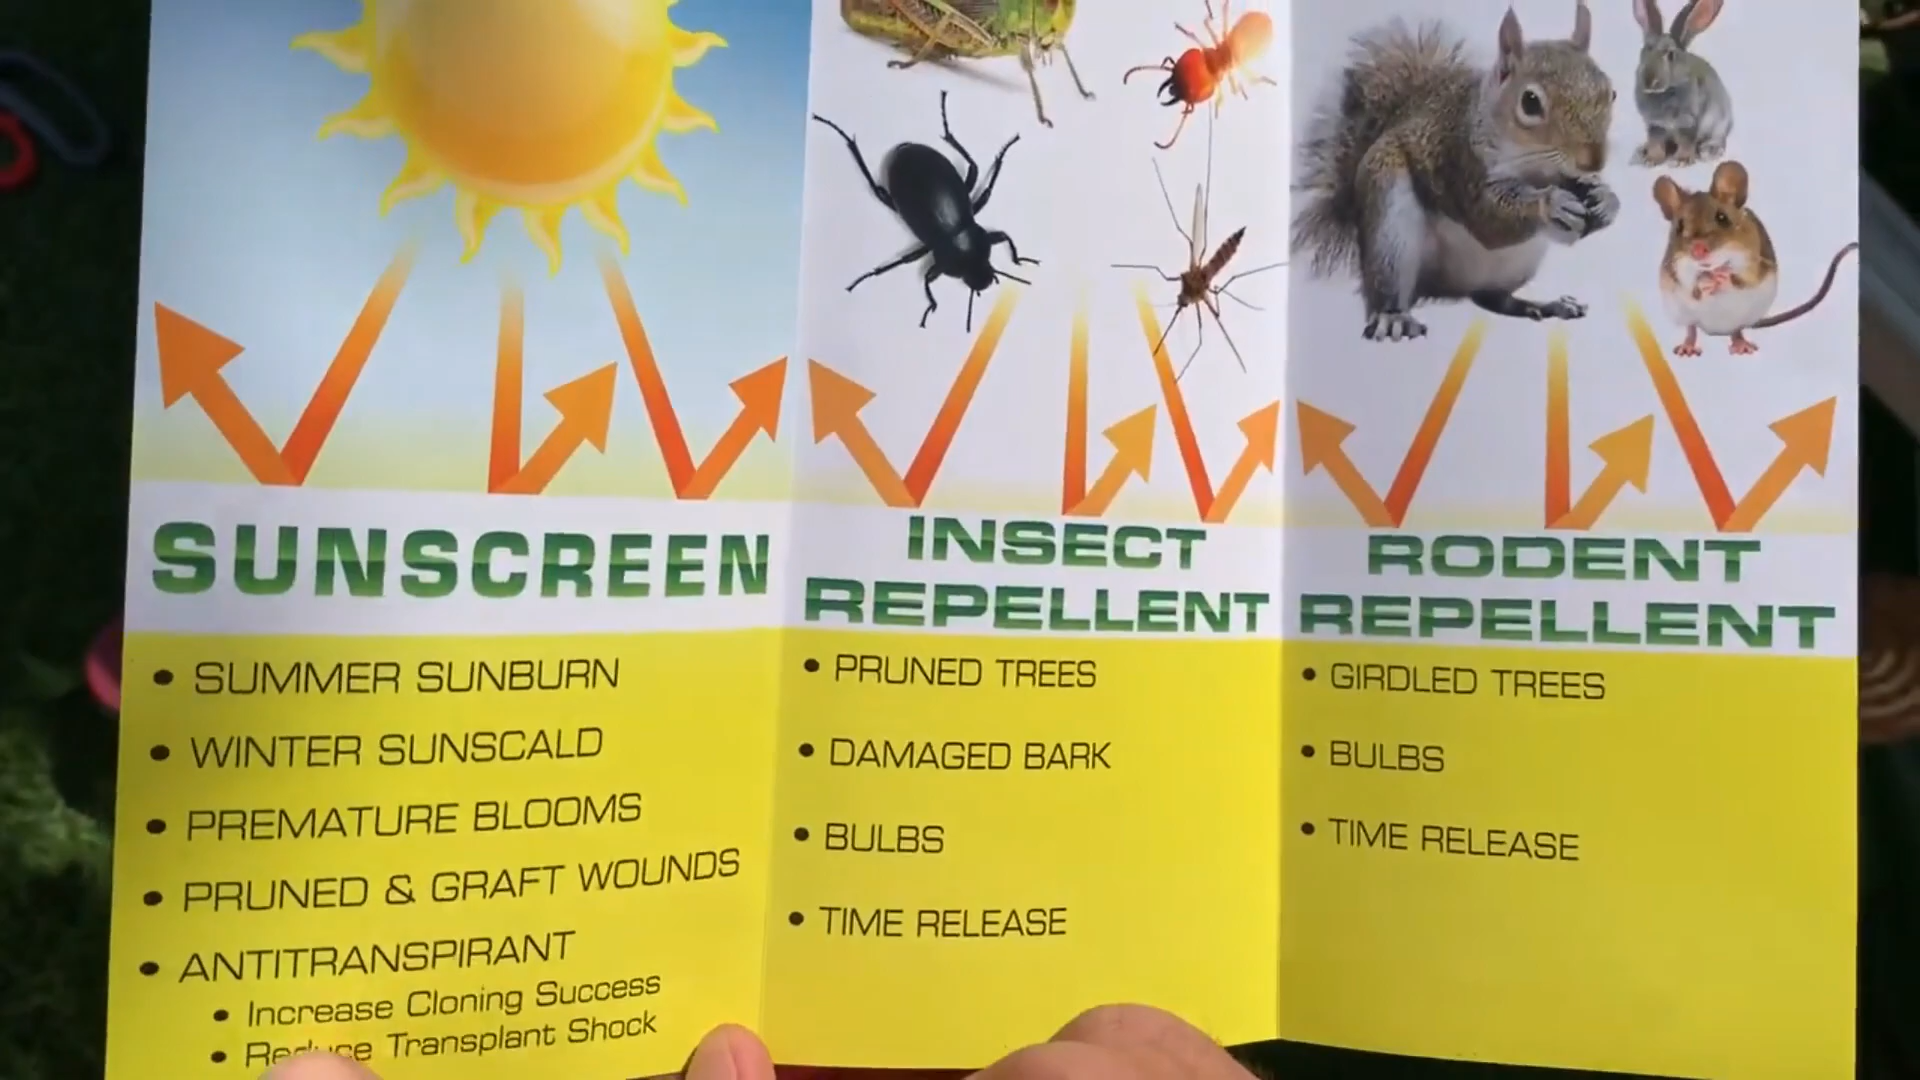 SUNSCREEN
• SUMMER SUNBURN
• WINTER SUNSCALD
• PREMATURE BLOOMS
• PRUNED & GRAFT WOUNDS
• ANTITRANSPIRANT
• Increase Cloning Success
• Reduce Transplant Shock
INSECT
REPELLENT
• PRUNED TREES
• DAMAGED BARK
• BULBS
• TIME RELEASE
RODENT
REPELLENT
• GIRDLED TREES
• BULBS
• TIME RELEASE